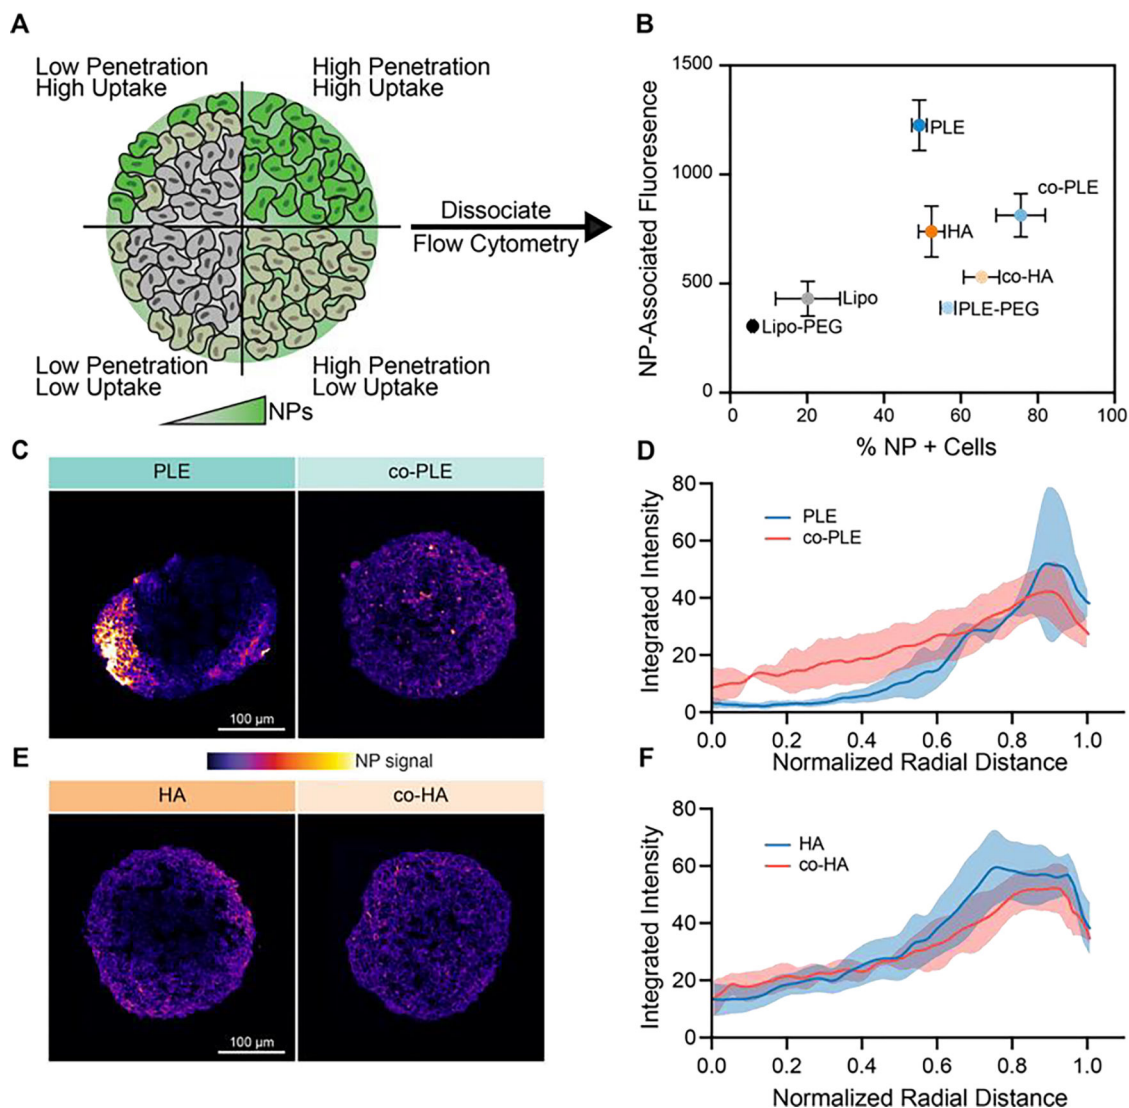 A
Low Penetration
High Uptake
High Penetration
High Uptake
Low Penetration
Low Uptake
High Penetration
Low Uptake
NPs
Dissociate
Flow Cytometry
B
NP-Associated Fluoresence
1500
1000
500
0
PLE
co-PLE
HA
co-HA
PLE-PEG
Lipo
Lipo-PEG
0
20
40
60
80
100
% NP + Cells
C
PLE
co-PLE
100 µm
NP signal
D
Integrated Intensity
80
60
40
20
0
PLE
co-PLE
0.0
0.2
0.4
0.6
0.8
1.0
Normalized Radial Distance
E
HA
co-HA
100 µm
F
Integrated Intensity
80
60
40
20
0
HA
co-HA
0.0
0.2
0.4
0.6
0.8
1.0
Normalized Radial Distance